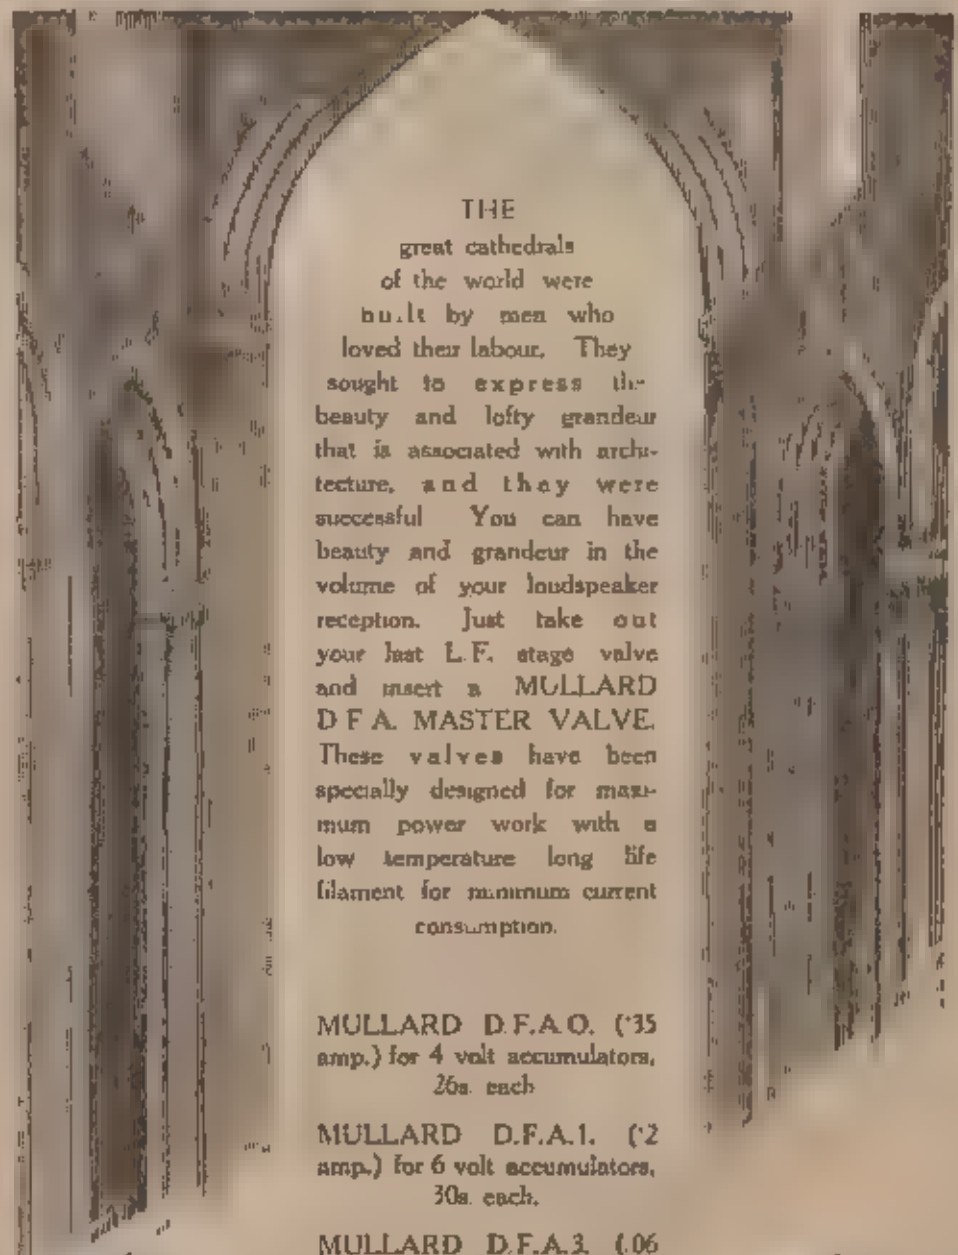 THE
great cathedrals
of the world were
built by men who
loved their labour. They
sought to express the
beauty and lofty grandeur
that is associated with archi-
tecture, and they were
successful You can have
beauty and grandeur in the
volume of your loudspeaker
reception. Just take out
your last L.F. stage valve
and insert a MULLARD
D F A. MASTER VALVE.
These valves have been
specially designed for maxi-
mum power work with a
low temperature long life
filament for minimum current
consumption.
MULLARD D.F.A.O. (·35
amp.) for 4 volt accumulators,
26s. each
MULLARD D.F.A.1. (·2
amp.) for 6 volt accumulators,
30s. each.
MULLARD D.F.A.3. (.06